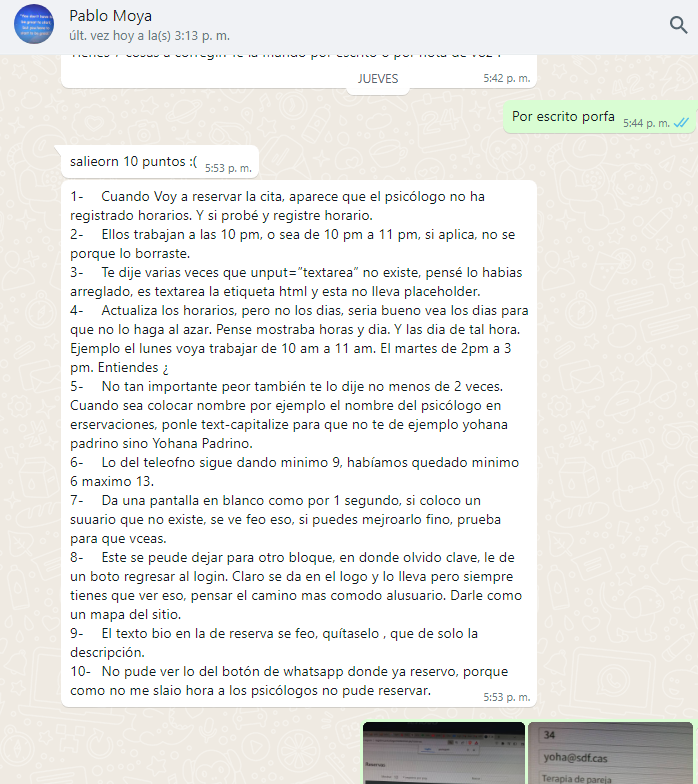 Pablo Moya
últ. vez hoy a la(s) 3:13 p. m.
5:42 p. m.
JUEVES
Por escrito porfa 5:44 p. m.
salieorn 10 puntos :( 5:53 p. m.
1- Cuando Voy a reservar la cita, aparece que el psicólogo no ha
registrado horarios. Y si probé y registre horario.
2- Ellos trabajan a las 10 pm, o sea de 10 pm a 11 pm, si aplica, no se
porque lo borraste.
3- Te dije varias veces que unput=”textarea” no existe, pensé lo habias
arreglado, es textarea la etiqueta html y esta no lleva placeholder.
4- Actualiza los horarios, pero no los dias, seria bueno vea los dias para
que no lo haga al azar. Pense mostraba horas y dia. Y las dia de tal hora.
Ejemplo el lunes voya trabajar de 10 am a 11 am. El martes de 2pm a 3
pm. Entiendes ¿
5- No tan importante peor también te lo dije no menos de 2 veces.
Cuando sea colocar nombre por ejemplo el nombre del psicólogo en
erservaciones, ponle text-capitalize para que no te de ejemplo yohana
padrino sino Yohana Padrino.
6- Lo del teleofno sigue dando minimo 9, habíamos quedado minimo
6 maximo 13.
7- Da una pantalla en blanco como por 1 segundo, si coloco un
suuario que no existe, se ve feo eso, si puedes mejroarlo fino, prueba
para que vceas.
8- Este se peude dejar para otro bloque, en donde olvido clave, le de
un boto regresar al login. Claro se da en el logo y lo lleva pero siempre
tienes que ver eso, pensar el camino mas comodo alusuario. Darle como
un mapa del sitio.
9- El texto bio en la de reserva se feo, quítaselo , que de solo la
descripción.
10- No pude ver lo del botón de whatsapp donde ya reservo, porque
como no me slaio hora a los psicólogos no pude reservar.
5:53 p. m.
34
yoha@sdf.cas
Terapia de pareja